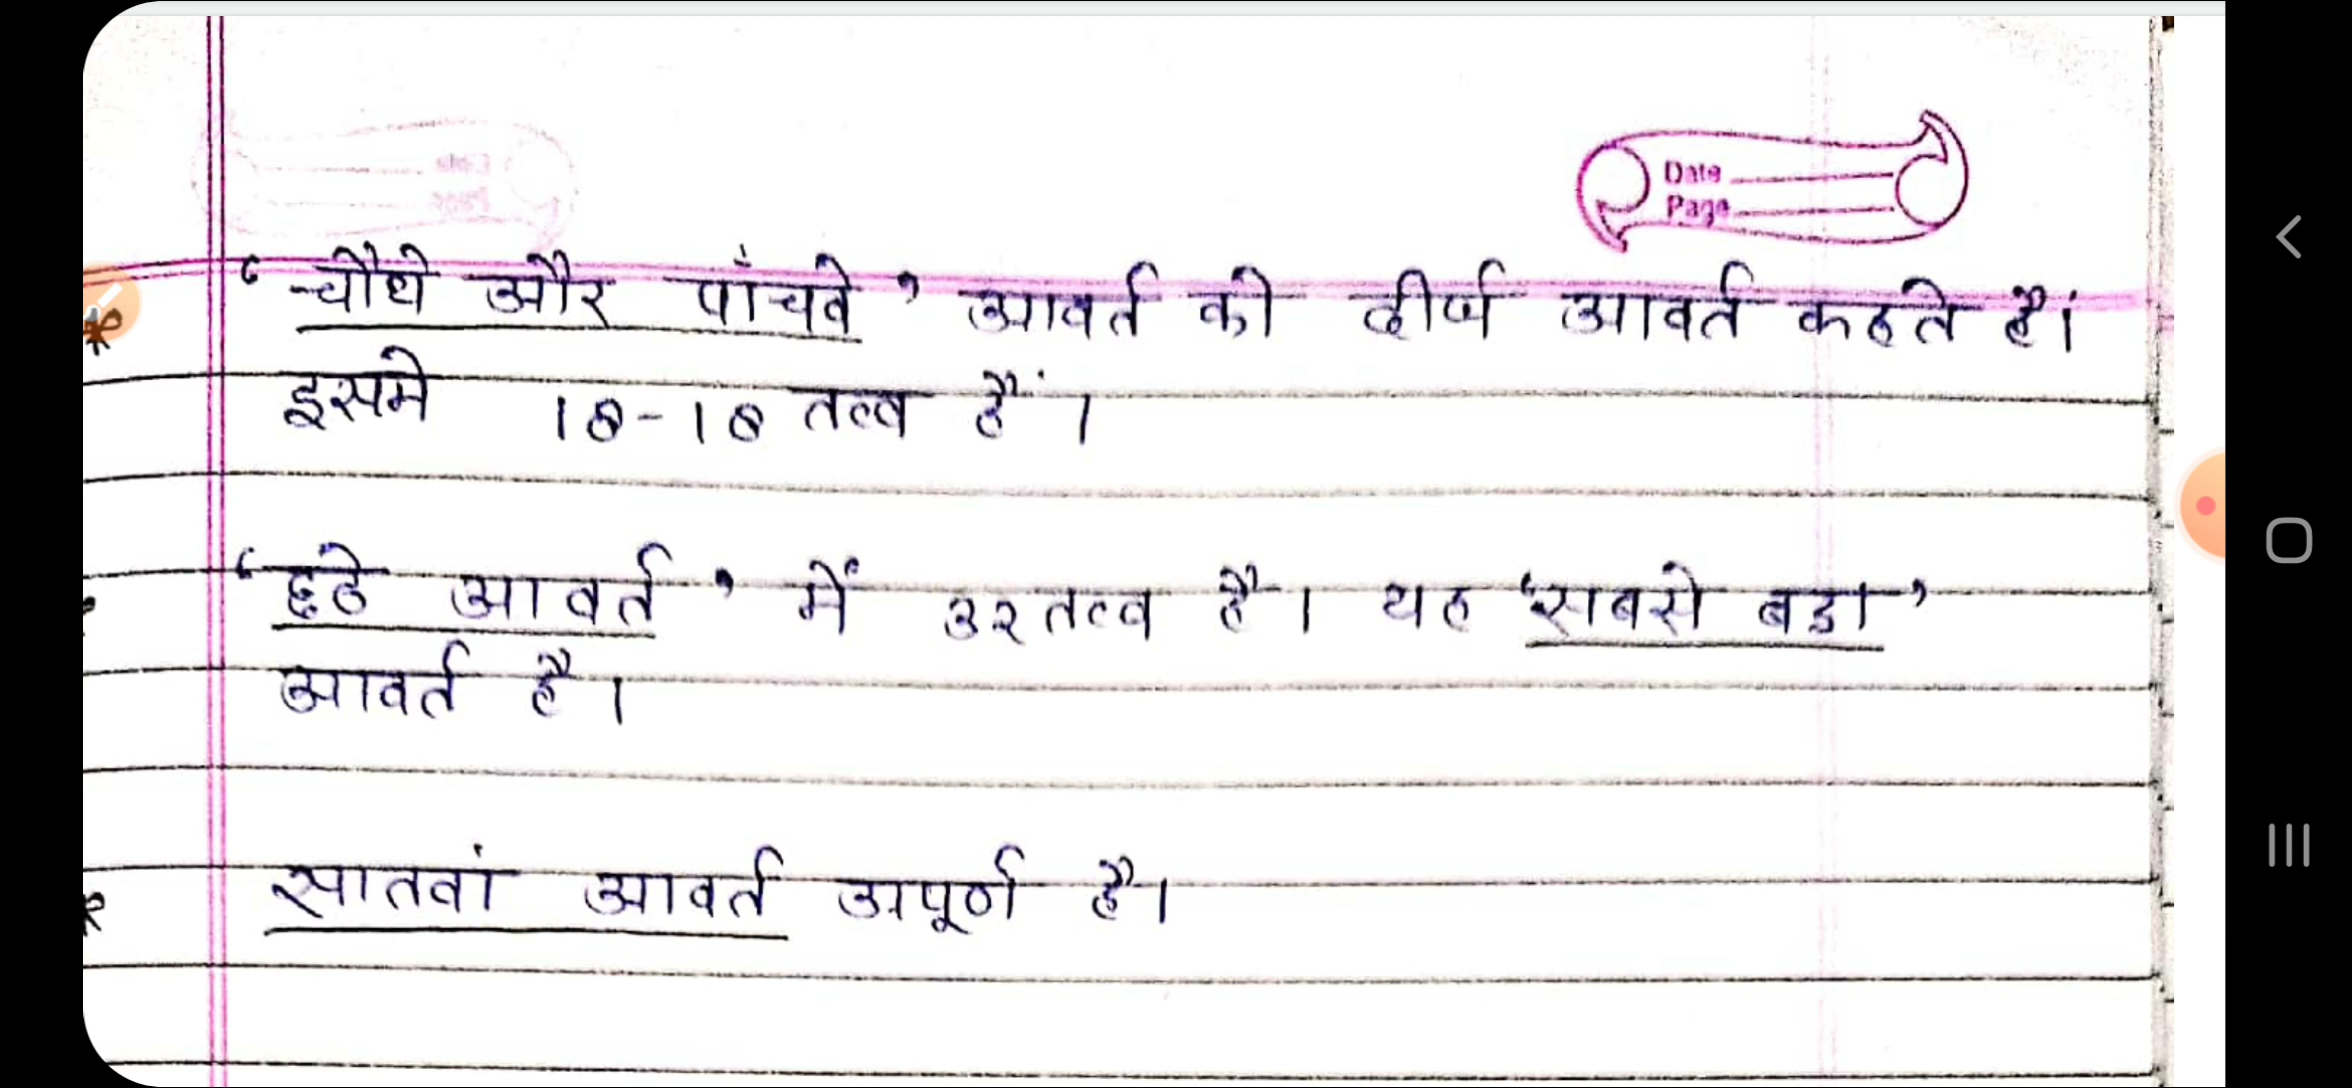 Date
Page
‘चौथे और पांचवे’ आवर्त को दीर्घ आवर्त कहते है।
इसमे 18-18 तत्व हैं।
‘छठे आवर्त’ में 32 तत्व है। यह ‘सबसे बडा’
आवर्त है।
सातवां आवर्त अपूर्ण है।